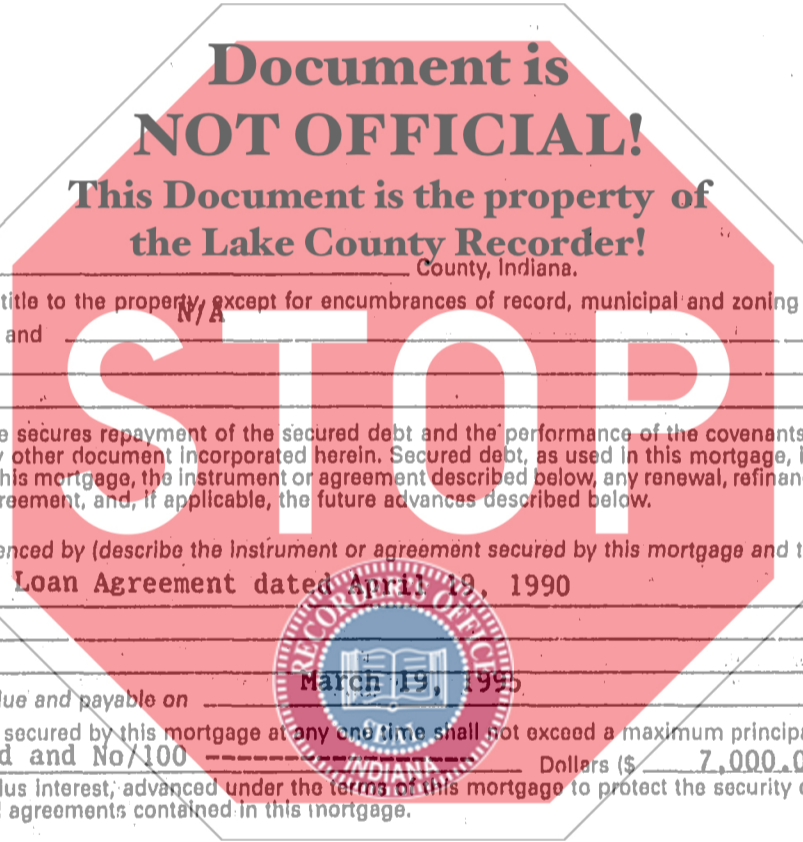 Document is
NOT OFFICIAL!
This Document is the property of
the Lake County Recorder!
County, Indiana.
title to the property, except for encumbrances of record, municipal and zoning
N/A
and
STOP
secures repayment of the secured debt and the performance of the covenants
other document incorporated herein. Secured debt, as used in this mortgage,
his mortgage, the instrument or agreement described below, any renewal, refinan
reement, and, if applicable, the future advances described below.
enced by (describe the instrument or agreement secured by this mortgage and t
Loan Agreement dated April 19, 1990
RECORDER'S OFFICE
March 19, 1995
lue and payable on
SEAL
secured by this mortgage at any one time shall not exceed a maximum principa
d and No/100 ----------------------- Dollars ($ 7,000.0
INDIANA
lus interest, advanced under the terms of this mortgage to protect the security
agreements contained in this mortgage.